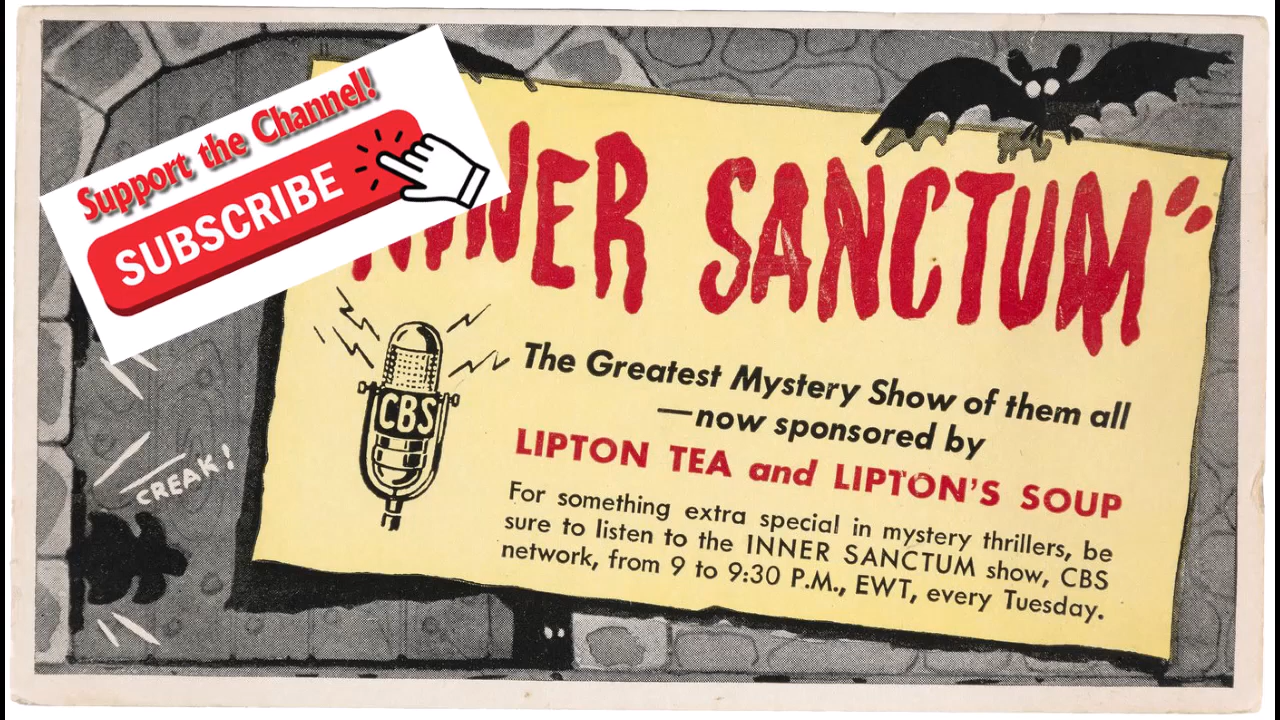 Support the Channel!
SUBSCRIBE
INNER SANCTUM"
The Greatest Mystery Show of them all
—now sponsored by
LIPTON TEA and LIPTON'S SOUP
CBS
For something extra special in mystery thrillers, be
sure to listen to the INNER SANCTUM show, CBS
network, from 9 to 9:30 P.M., EWT, every Tuesday.
CREAK!